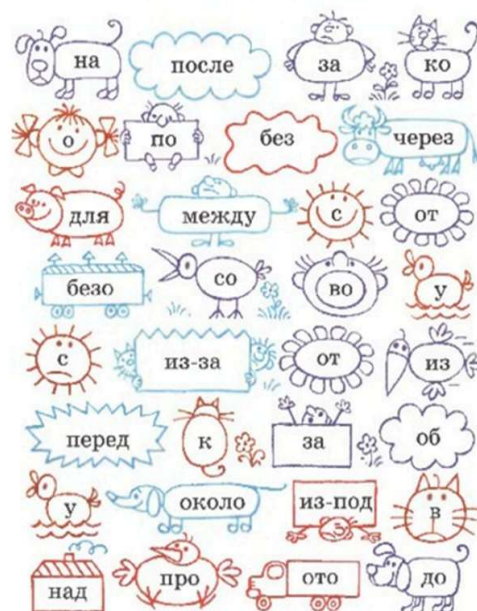 на после за ко
о по без через
для между с от
безо со во у
с из-за от из
перед к за об
у около из-под в
над про ото до